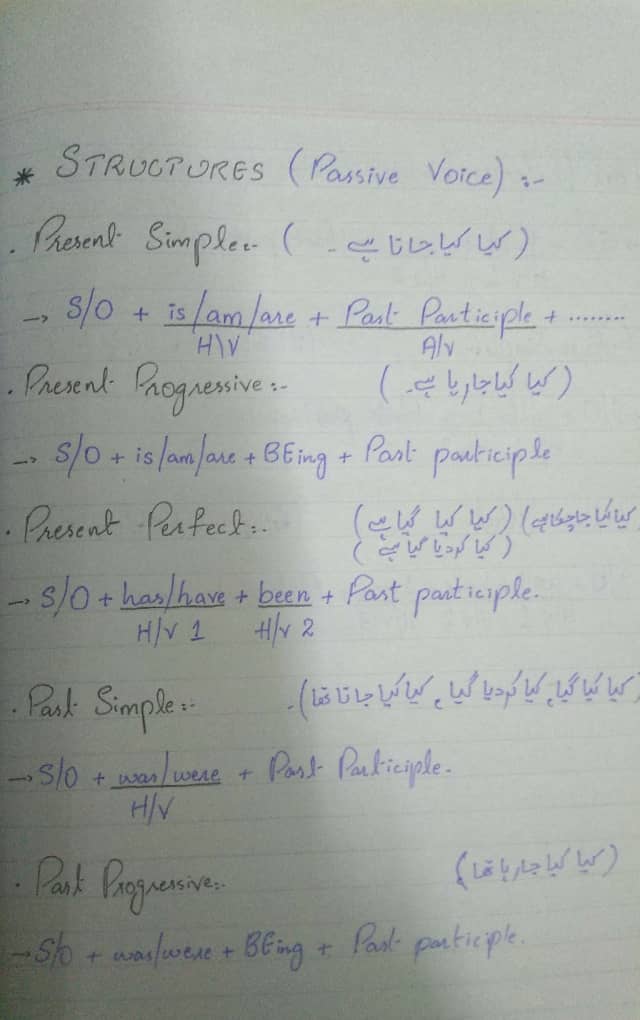 * STRUCTURES (Passive Voice) :-
. Present Simple:- ( کیا کیا جاتا ہے ۔ )
→ S/O + is/am/are + Past Participle + ........
H\V A/v
. Present Progressive :- ( کیا کیا جا رہا ہے۔ )
→ S/O + is/am/are + BEing + Past participle
. Present Perfect:. (کیا کیا گیا ہے) (کیا کیا جا چکا ہے)
( کیا کر دیا گیا ہے )
→ S/O + has/have + been + Past participle.
H/V 1 H/V 2
. Past Simple:- (کیا کیا گیا، کیا کر دیا گیا، کیا کیا جاتا تھا).
→ S/O + was/were + Past Participle.
H/V
. Past Progressive:. (کیا کیا جا رہا تھا)
→ S/O + was/were + BEing + Past participle.